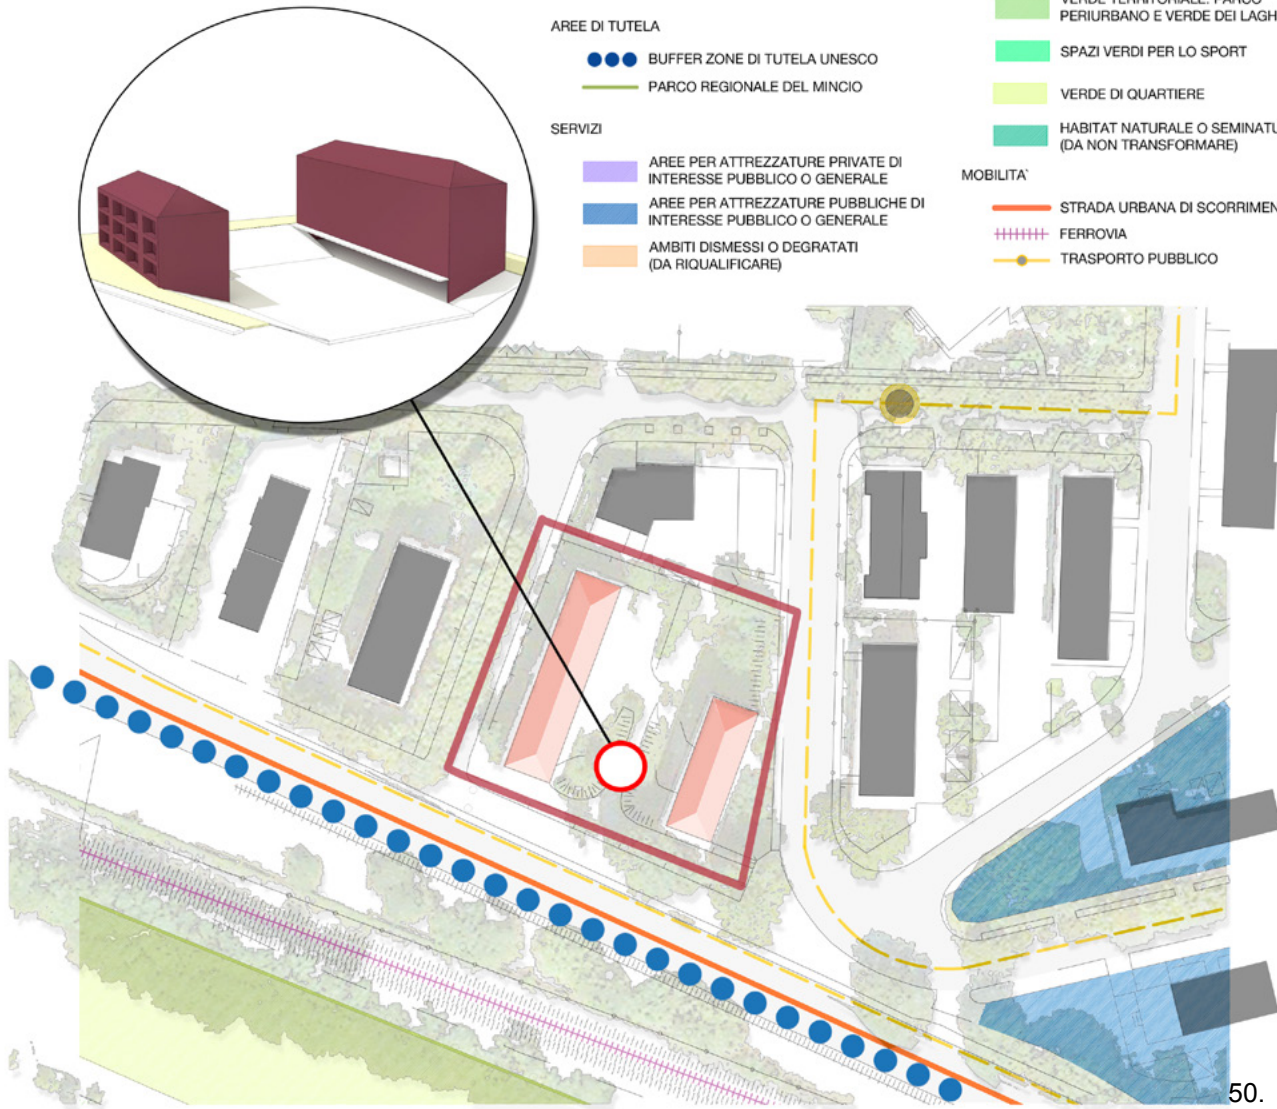 AREE DI TUTELA
BUFFER ZONE DI TUTELA UNESCO
PARCO REGIONALE DEL MINCIO
SERVIZI
AREE PER ATTREZZATURE PRIVATE DI
INTERESSE PUBBLICO O GENERALE
AREE PER ATTREZZATURE PUBBLICHE DI
INTERESSE PUBBLICO O GENERALE
AMBITI DISMESSI O DEGRATATI
(DA RIQUALIFICARE)
VERDE TERRITORIALE: PARCO
PERIURBANO E VERDE DEI LAGH
SPAZI VERDI PER LO SPORT
VERDE DI QUARTIERE
HABITAT NATURALE O SEMINATU
(DA NON TRANSFORMARE)
MOBILITA'
STRADA URBANA DI SCORRIMEN
FERROVIA
TRASPORTO PUBBLICO
50.